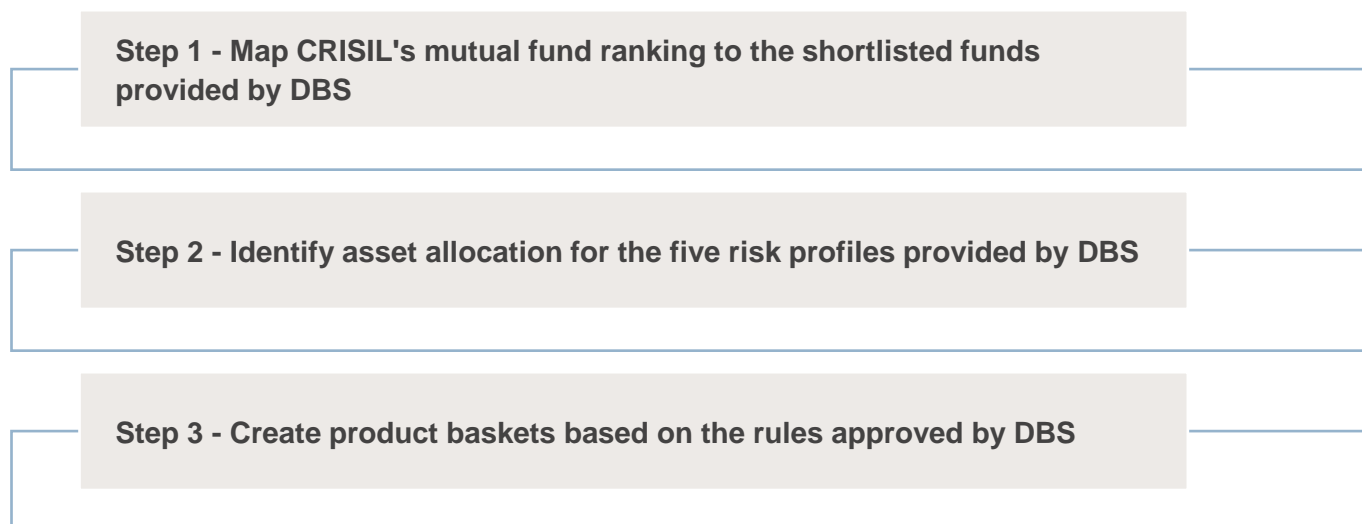 Step 1 - Map CRISIL's mutual fund ranking to the shortlisted funds
provided by DBS
Step 2 - Identify asset allocation for the five risk profiles provided by DBS
Step 3 - Create product baskets based on the rules approved by DBS